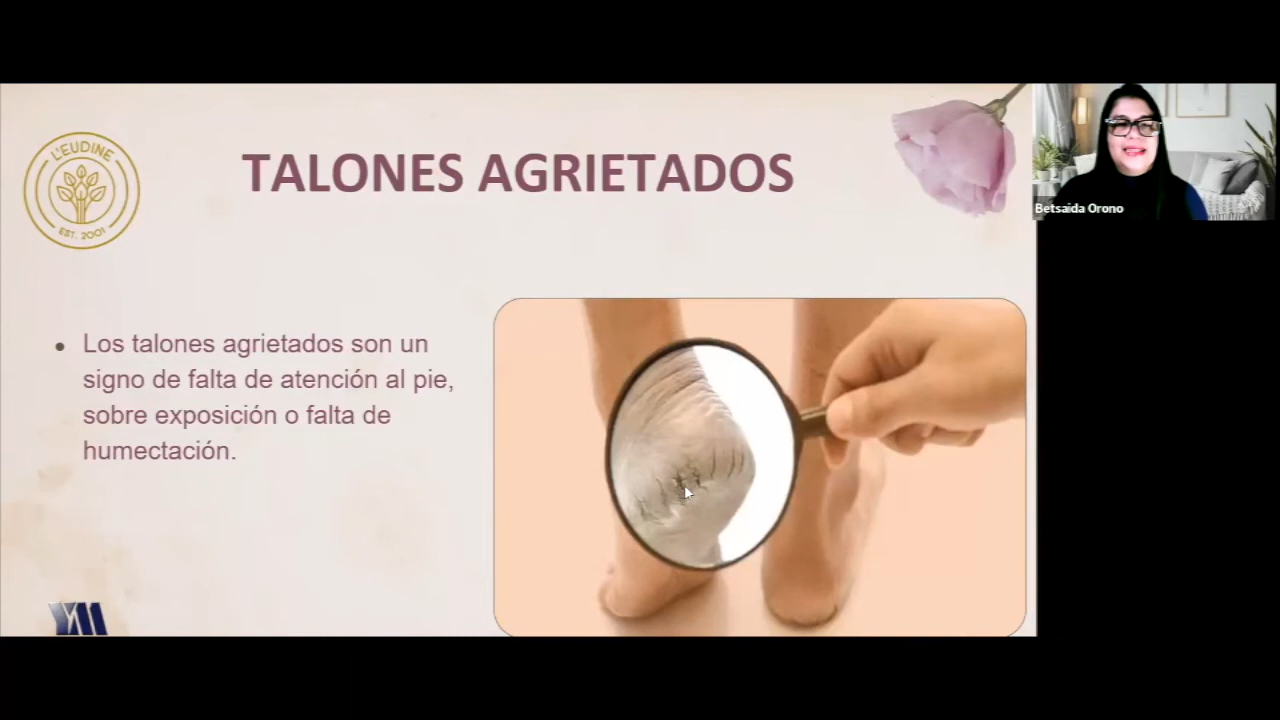 L'EUDINE
EST. 2001
TALONES AGRIETADOS
Betsaida Orono
Los talones agrietados son un
signo de falta de atención al pie,
sobre exposición o falta de
humectación.